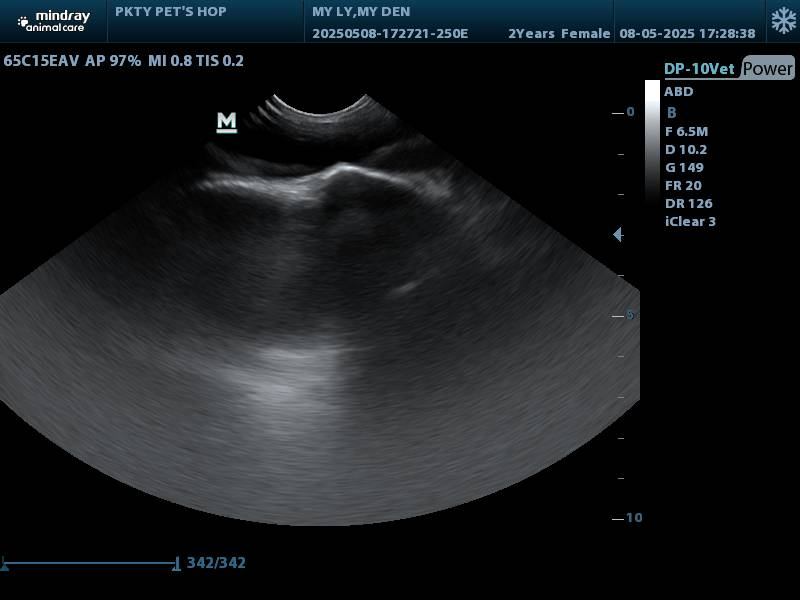 mindray
animal care
PKTY PET'S HOP
MY LY,MY DEN
20250508-172721-250E
2Years Female
08-05-2025 17:28:38
65C15EAV AP 97% MI 0.8 TIS 0.2
DP-10Vet
Power
ABD
B
F 6.5M
D 10.2
G 149
FR 20
DR 126
iClear 3
M
0
5
10
342/342